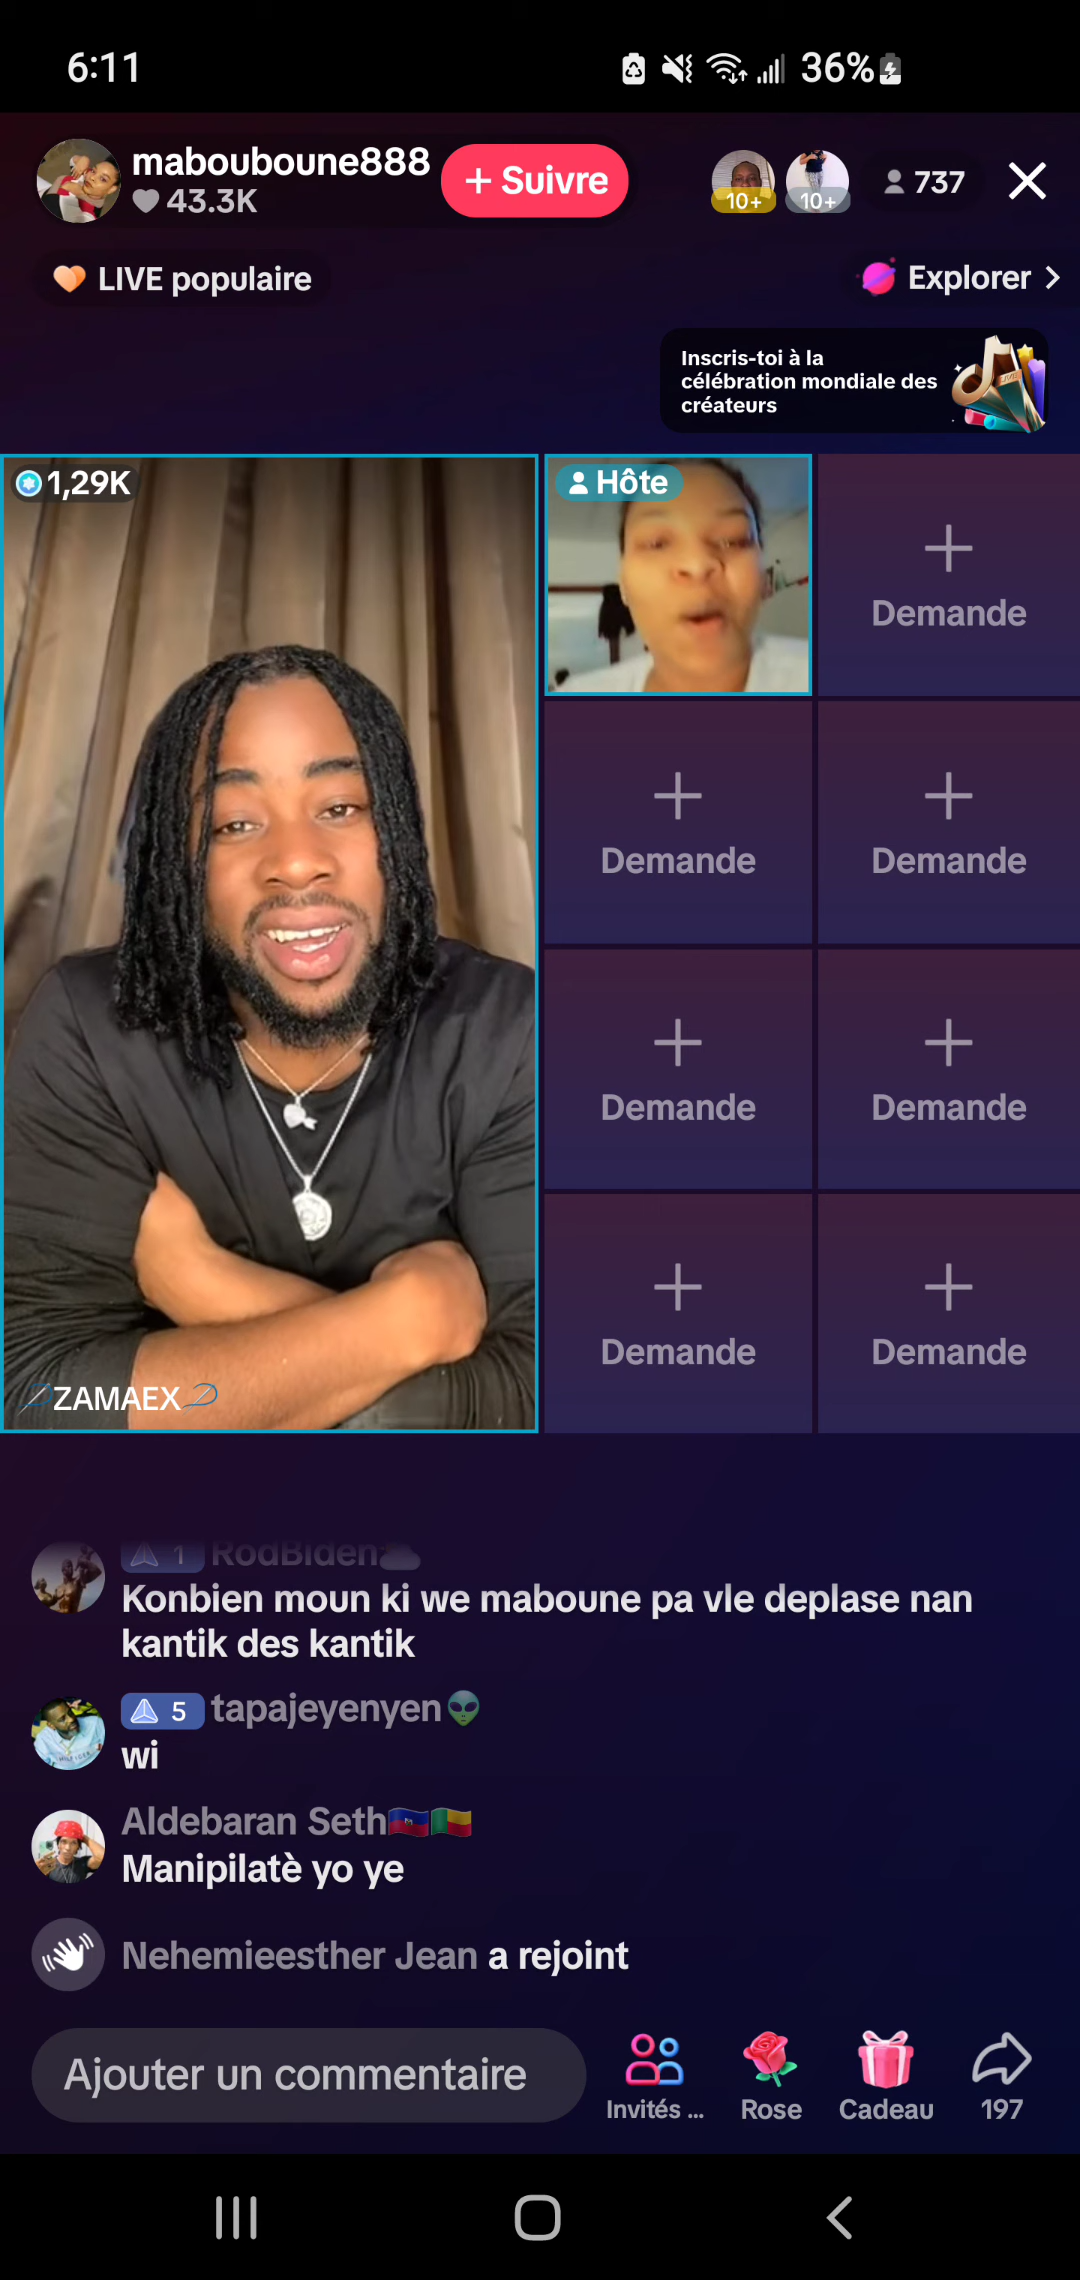 6:11
36%
mabouboune888
43.3K
+ Suivre
10+
10+
737
LIVE populaire
Explorer
Inscris-toi à la
célébration mondiale des
créateurs
1,29K
Hôte
Demande
Demande
Demande
Demande
Demande
Demande
Demande
ZAMAEX
1 RodBiden
Konbien moun ki we maboune pa vle deplase nan
kantik des kantik
5 tapajeyenyen👽
wi
Aldebaran Seth🇭🇹🇧🇯
Manipilatè yo ye
Nehemieesther Jean a rejoint
Ajouter un commentaire
Invités ...
Rose
Cadeau
197